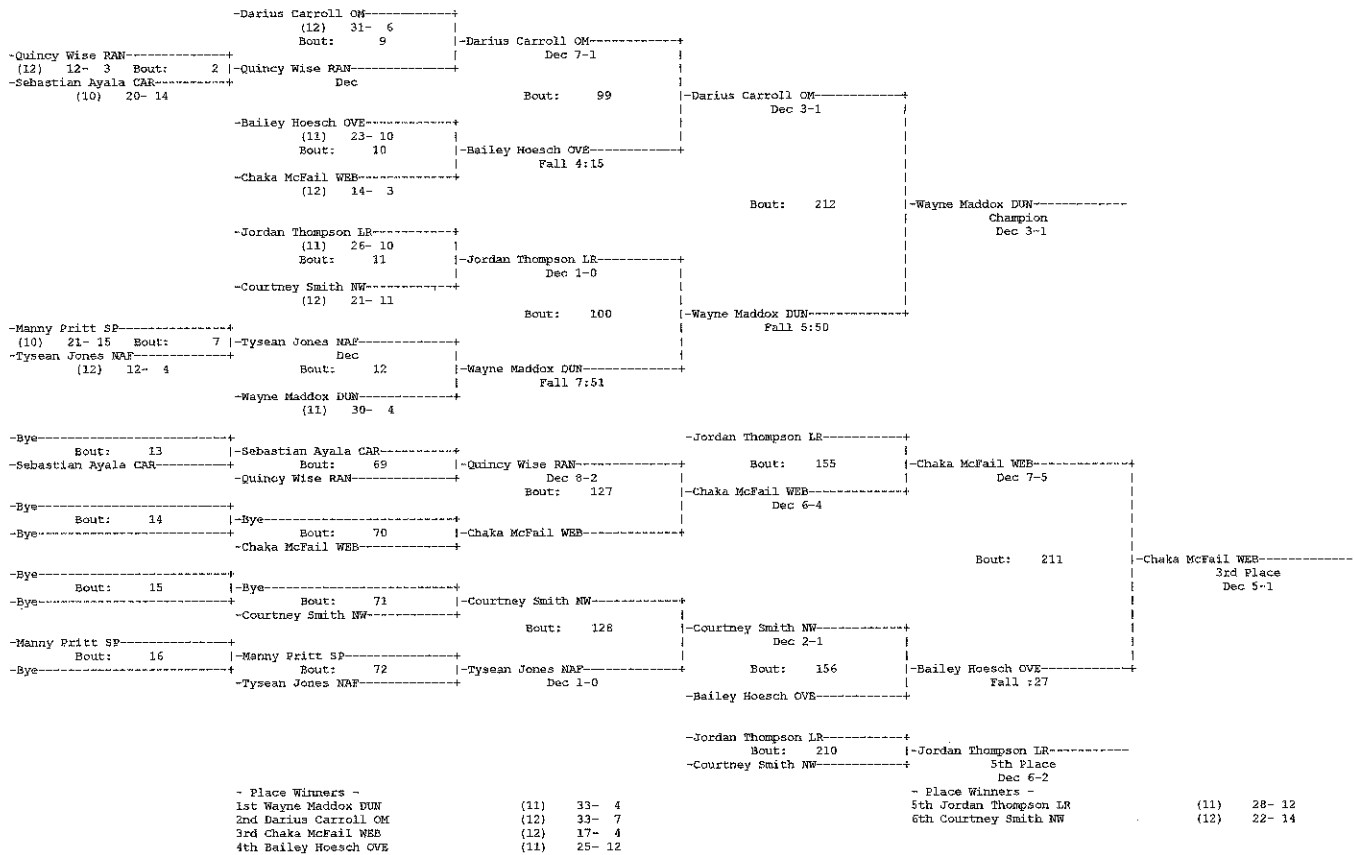 -Darius Carroll OM
(12) 31- 6
Bout: 9 -Darius Carroll OM
-Quincy Wise RAN Dec 7-1
(12) 12- 3 Bout: 2 -Quincy Wise RAN
-Sebastian Ayala CAR Dec
(10) 20- 14 Bout: 99 -Darius Carroll OM
Dec 3-1
-Bailey Hoesch OVE
(11) 23- 10
Bout: 10 -Bailey Hoesch OVE
Fall 4:15
-Chaka McFail WEB
(12) 14- 3
Bout: 212 -Wayne Maddox DUN
Champion
-Jordan Thompson LR Dec 3-1
(11) 26- 10
Bout: 11 -Jordan Thompson LR
Dec 1-0
-Courtney Smith NW
(12) 21- 11
Bout: 100 -Wayne Maddox DUN
-Manny Pritt SP Fall 5:50
(10) 21- 15 Bout: 7 -Tysean Jones NAF
-Tysean Jones NAF Dec
(12) 12- 4 Bout: 12 -Wayne Maddox DUN
Fall 7:51
-Wayne Maddox DUN
(11) 30- 4
-Bye -Jordan Thompson LR
Bout: 13 -Sebastian Ayala CAR
-Sebastian Ayala CAR Bout: 69 -Quincy Wise RAN Bout: 155 -Chaka McFail WEB
-Quincy Wise RAN Dec 8-2 Dec 7-5
Bout: 127 -Chaka McFail WEB
-Bye Dec 6-4
Bout: 14 -Bye
-Bye Bout: 70 -Chaka McFail WEB
-Chaka McFail WEB
Bout: 211 -Chaka McFail WEB
-Bye 3rd Place
Bout: 15 -Bye Dec 5-1
-Bye Bout: 71 -Courtney Smith NW
-Courtney Smith NW
Bout: 128 -Courtney Smith NW
-Manny Pritt SP Dec 2-1
Bout: 16 -Manny Pritt SP
-Bye Bout: 72 -Tysean Jones NAF Bout: 156 -Bailey Hoesch OVE
-Tysean Jones NAF Dec 1-0 Fall :27
-Bailey Hoesch OVE
-Jordan Thompson LR
Bout: 210 -Jordan Thompson LR
-Courtney Smith NW 5th Place
Dec 6-2
- Place Winners - - Place Winners -
1st Wayne Maddox DUN (11) 33- 4 5th Jordan Thompson LR (11) 28- 12
2nd Darius Carroll OM (12) 33- 7 6th Courtney Smith NW (12) 22- 14
3rd Chaka McFail WEB (12) 17- 4
4th Bailey Hoesch OVE (11) 25- 12